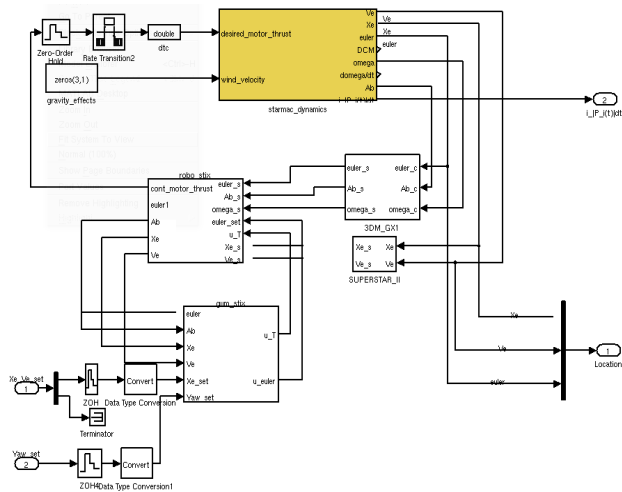 Zero-Order
Hold
Rate Transition2
double
dtc
zeros(3,1)
gravity_effects
desired_motor_thrust
wind_velocity
Ve
Xe
euler
DCM
omega
domega/dt
Ab
starmac_dynamics
Ve
Xe
Xe
euler
2
i_|P_i(t)|dt
robo_stix
cont_motor_thrust
euler1
Ab
Xe
Ve
euler_s
Ab_s
omega_s
euler_set
u_T
Xe_s
Ve_s
euler_s
Ab_s
omega_s
euler_c
Ab_c
omega_c
3DM_GX1
Xe_s
Ve_s
Xe
Ve
SUPERSTAR_II
gum_stix
euler
Ab
Xe
Ve
Xe_set
Yaw_set
u_T
u_euler
Xe
Ve
euler
1
Location
Xe_Ve_set
1
ZOH
Convert
Data Type Conversion
Terminator
Yaw_set
2
ZOH4
Convert
Data Type Conversion1